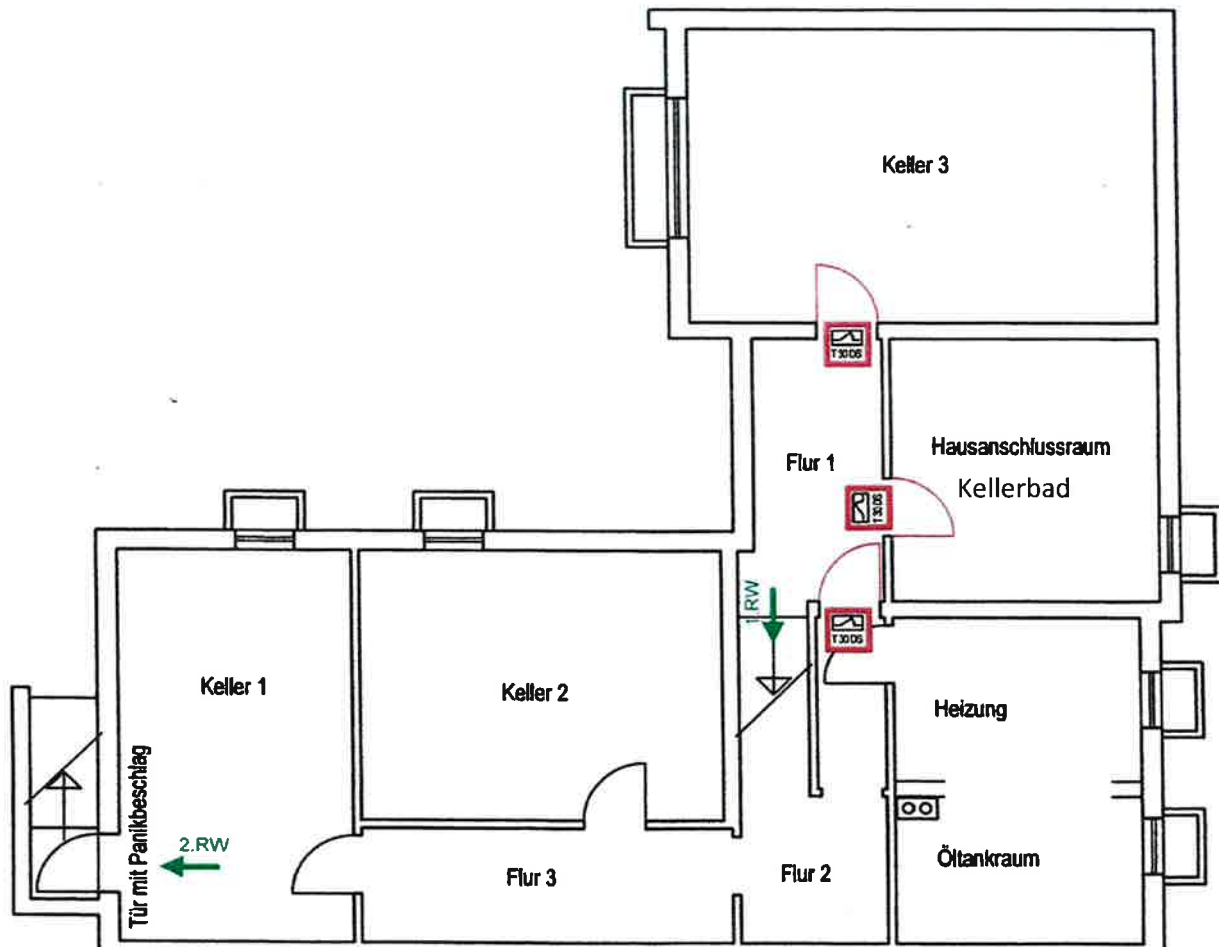 Keller 3
T30DS
Flur 1
Hausanschlussraum
Kellerbad
T30DS
1.RW
T30DS
Keller 1
Keller 2
Heizung
Tür mit Panikbeschlag
2.RW
Flur 3
Flur 2
Öltankraum